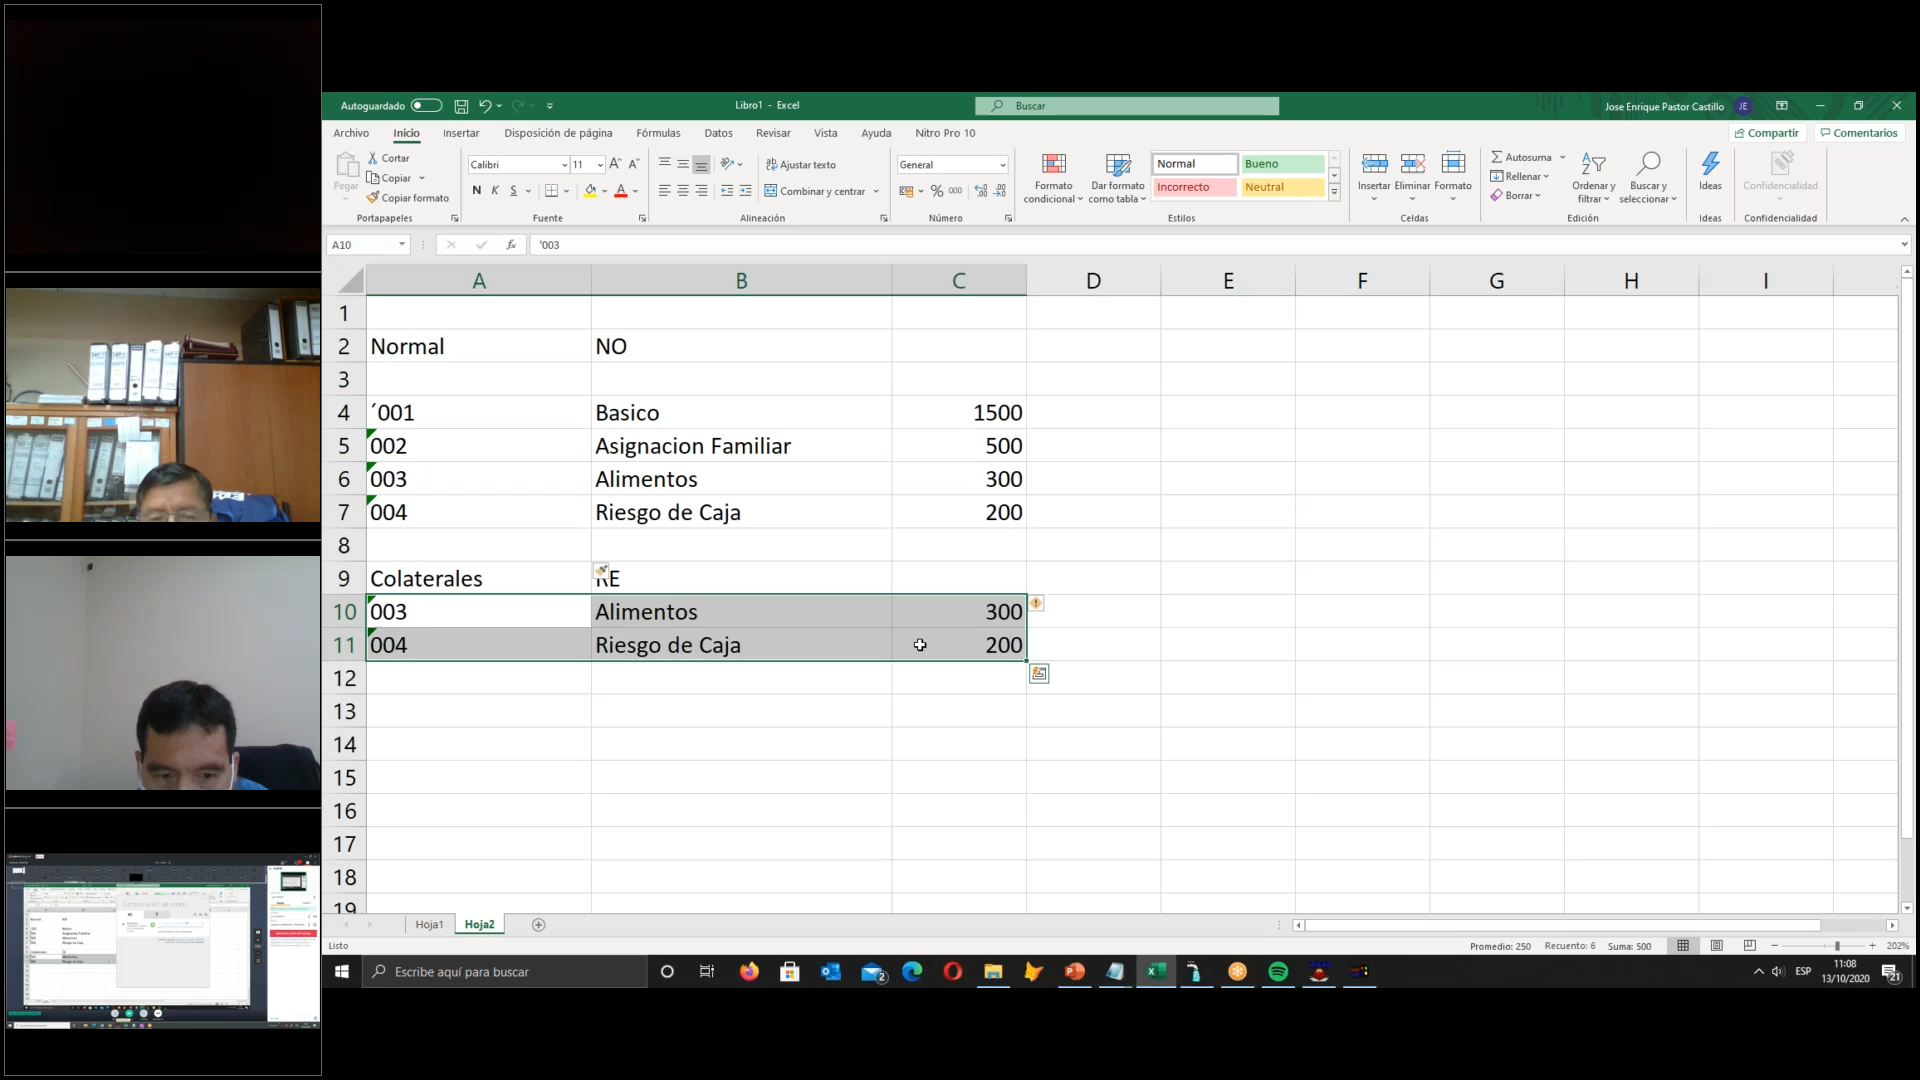 Autoguardado
Libro1 - Excel
Buscar
Jose Enrique Pastor Castillo
JE
Archivo Inicio Insertar Disposición de página Fórmulas Datos Revisar Vista Ayuda Nitro Pro 10
Compartir Comentarios
Pegar
Cortar
Copiar
Copiar formato
Portapapeles
Calibri 11
N K S
Fuente
Ajustar texto
Combinar y centrar
Alineación
General
% 000
Número
Formato condicional
Dar formato como tabla
Normal Bueno
Incorrecto Neutral
Estilos
Insertar Eliminar Formato
Celdas
Autosuma
Rellenar
Borrar
Ordenar y filtrar
Buscar y seleccionar
Edición
Ideas
Ideas
Confidencialidad
Confidencialidad
A10 fx '003
A B C D E F G H I
1
2 Normal NO
3
4 ´001 Basico 1500
5 002 Asignacion Familiar 500
6 003 Alimentos 300
7 004 Riesgo de Caja 200
8
9 Colaterales RE
10 003 Alimentos 300
11 004 Riesgo de Caja 200
12
13
14
15
16
17
18
19
Hoja1 Hoja2
Listo
Promedio: 250 Recuento: 6 Suma: 500
202%
Escribe aquí para buscar
2
ESP
11:08
13/10/2020
21